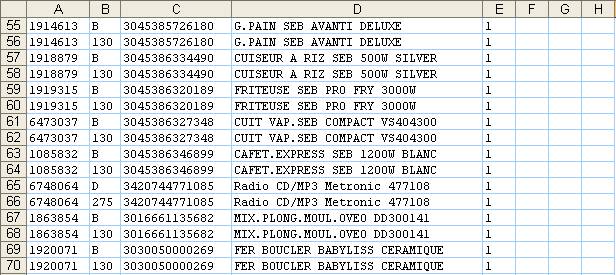 A B C D E F G H
55 1914613 B 3045385726180 G.PAIN SEB AVANTI DELUXE 1
56 1914613 130 3045385726180 G.PAIN SEB AVANTI DELUXE 1
57 1918879 B 3045386334490 CUISEUR A RIZ SEB 500W SILVER 1
58 1918879 130 3045386334490 CUISEUR A RIZ SEB 500W SILVER 1
59 1919315 B 3045386320189 FRITEUSE SEB PRO FRY 3000W 1
60 1919315 130 3045386320189 FRITEUSE SEB PRO FRY 3000W 1
61 6473037 B 3045386327348 CUIT VAP.SEB COMPACT VS404300 1
62 6473037 130 3045386327348 CUIT VAP.SEB COMPACT VS404300 1
63 1085832 B 3045386346899 CAFET.EXPRESS SEB 1200W BLANC 1
64 1085832 130 3045386346899 CAFET.EXPRESS SEB 1200W BLANC 1
65 6748064 D 3420744771085 Radio CD/MP3 Metronic 477108 1
66 6748064 275 3420744771085 Radio CD/MP3 Metronic 477108 1
67 1863854 B 3016661135682 MIX.PLONG.MOUL.OVEO DD300141 1
68 1863854 130 3016661135682 MIX.PLONG.MOUL.OVEO DD300141 1
69 1920071 B 3030050000269 FER BOUCLER BABYLISS CERAMIQUE 1
70 1920071 130 3030050000269 FER BOUCLER BABYLISS CERAMIQUE 1